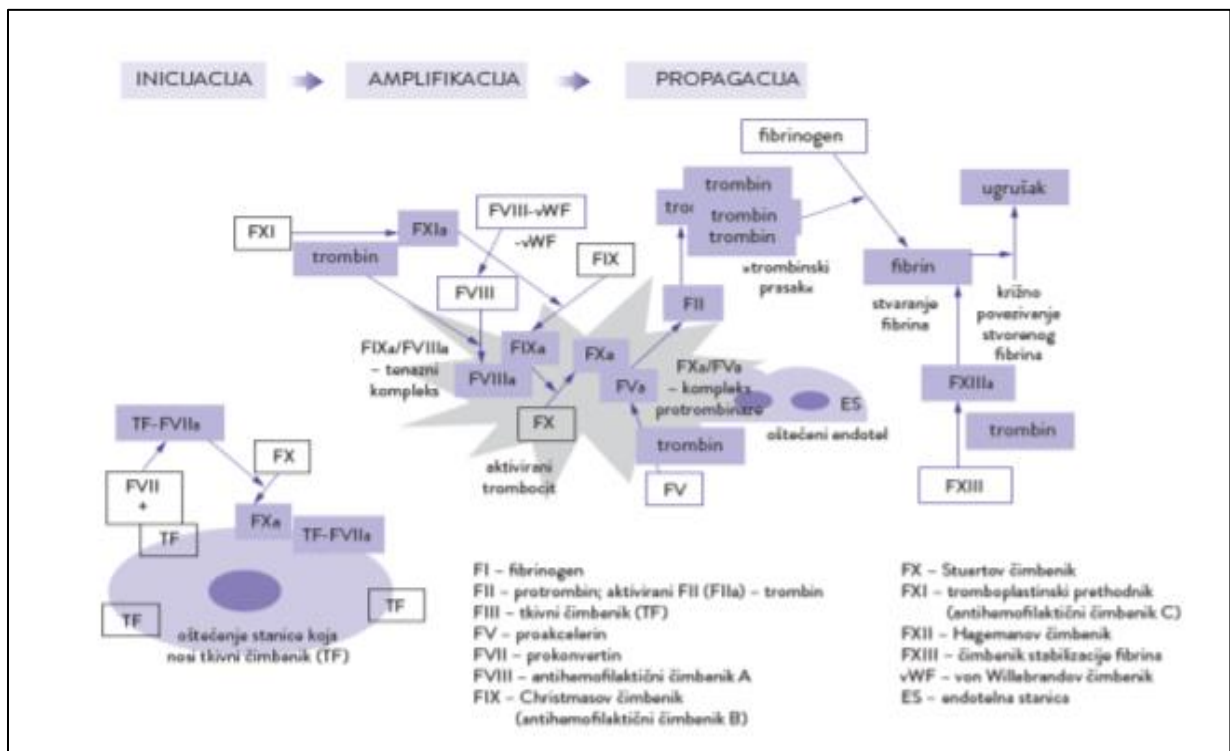 INICIJACIJA
AMPLIFIKACIJA
PROPAGACIJA
fibrinogen
trombin
trombin
trombin
»trombinski
prasak«
ugrušak
fibrin
stvaranje
fibrina
križno
povezivanje
stvorenog
fibrina
FXIIIa
trombin
FXIII
FXI
FXIa
trombin
FVIII-vWF
-vWF
FIX
FVIII
FII
FIXa/FVIIIa
– tenazni
kompleks
FIXa
FVIIIa
FXa
FVa
FXa/FVa
– kompleks
protrombinaze
ES
oštećeni endotel
FX
aktivirani
trombocit
trombin
FV
TF-FVIIa
FX
FVII
+
TF
FXa
TF-FVIIa
TF
TF
oštećenje stanice koja
nosi tkivni čimbenik (TF)
FI – fibrinogen
FII – protrombin; aktivirani FII (FIIa) – trombin
FIII – tkivni čimbenik (TF)
FV – proakcelerin
FVII – prokonvertin
FVIII – antihemofilaktični čimbenik A
FIX – Christmasov čimbenik
(antihemofilaktični čimbenik B)
FX – Stuartov čimbenik
FXI – tromboplastinski prethodnik
(antihemofilaktični čimbenik C)
FXII – Hagemanov čimbenik
FXIII – čimbenik stabilizacije fibrina
vWF – von Willebrandov čimbenik
ES – endotelna stanica